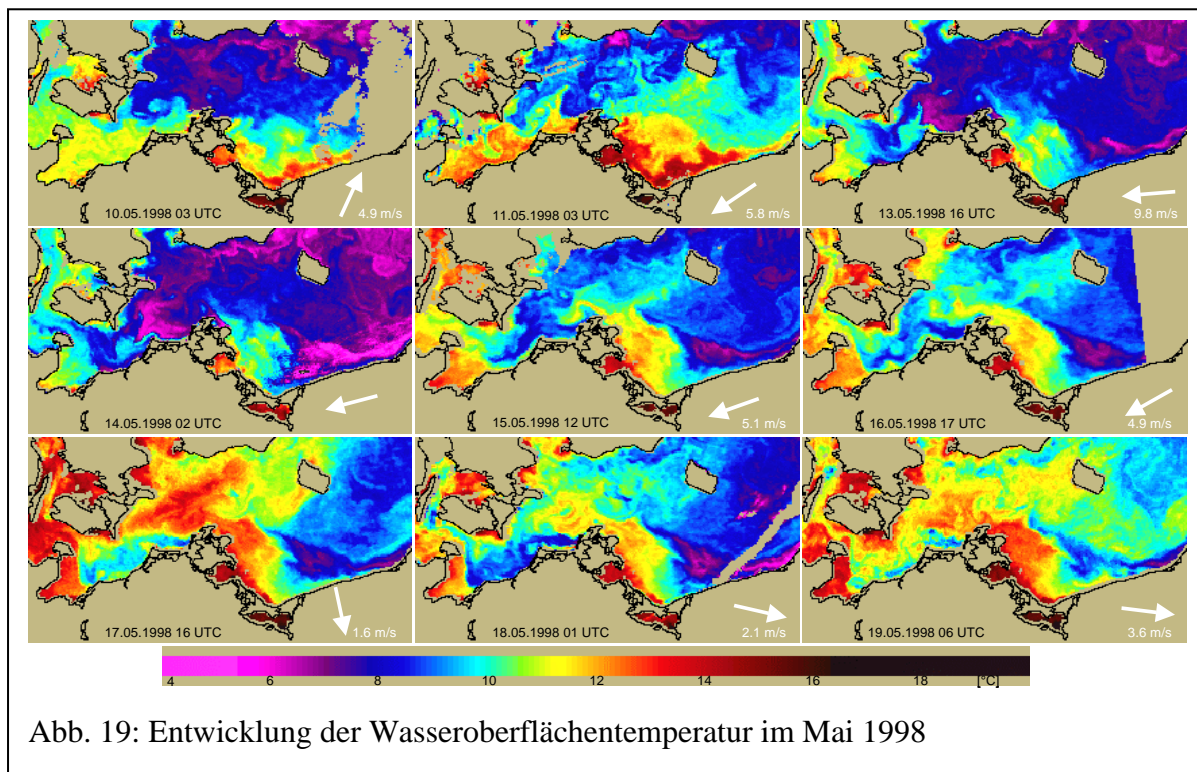 10.05.1998 03 UTC
4.9 m/s
11.05.1998 03 UTC
5.8 m/s
13.05.1998 16 UTC
9.8 m/s
14.05.1998 02 UTC
15.05.1998 12 UTC
5.1 m/s
16.05.1998 17 UTC
4.9 m/s
17.05.1998 16 UTC
1.6 m/s
18.05.1998 01 UTC
2.1 m/s
19.05.1998 06 UTC
3.6 m/s
4 6 8 10 12 14 16 18 [°C]
Abb. 19: Entwicklung der Wasseroberflächentemperatur im Mai 1998